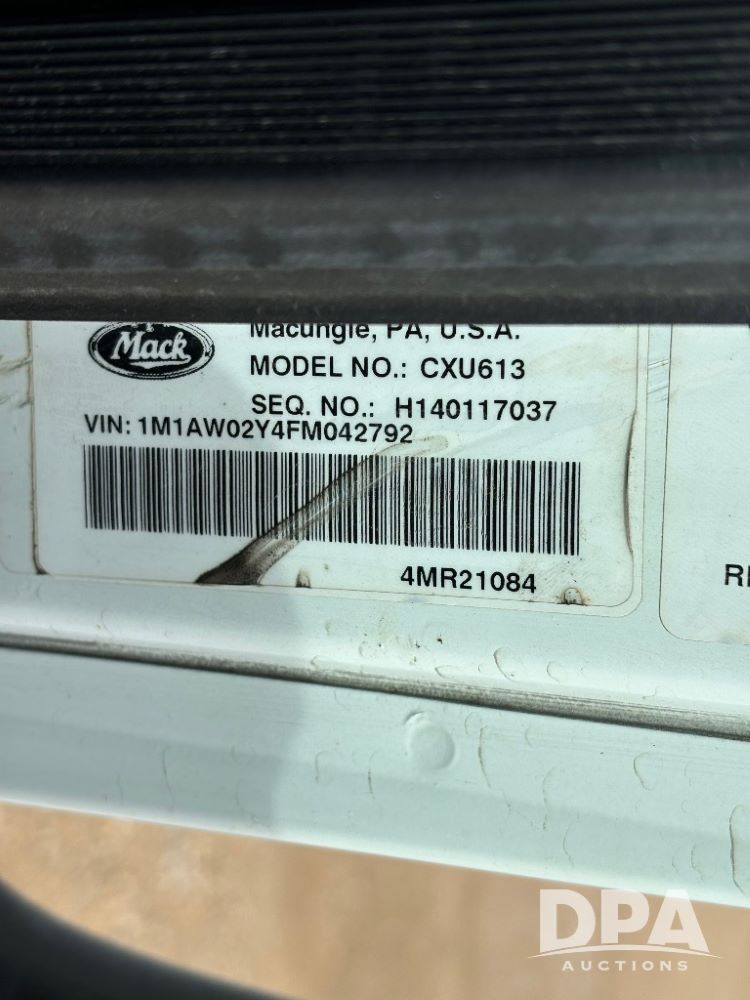 Mack
Macungie, PA, U.S.A.
MODEL NO.: CXU613
SEQ. NO.: H140117037
VIN: 1M1AW02Y4FM042792
4MR21084
DPA
AUCTIONS